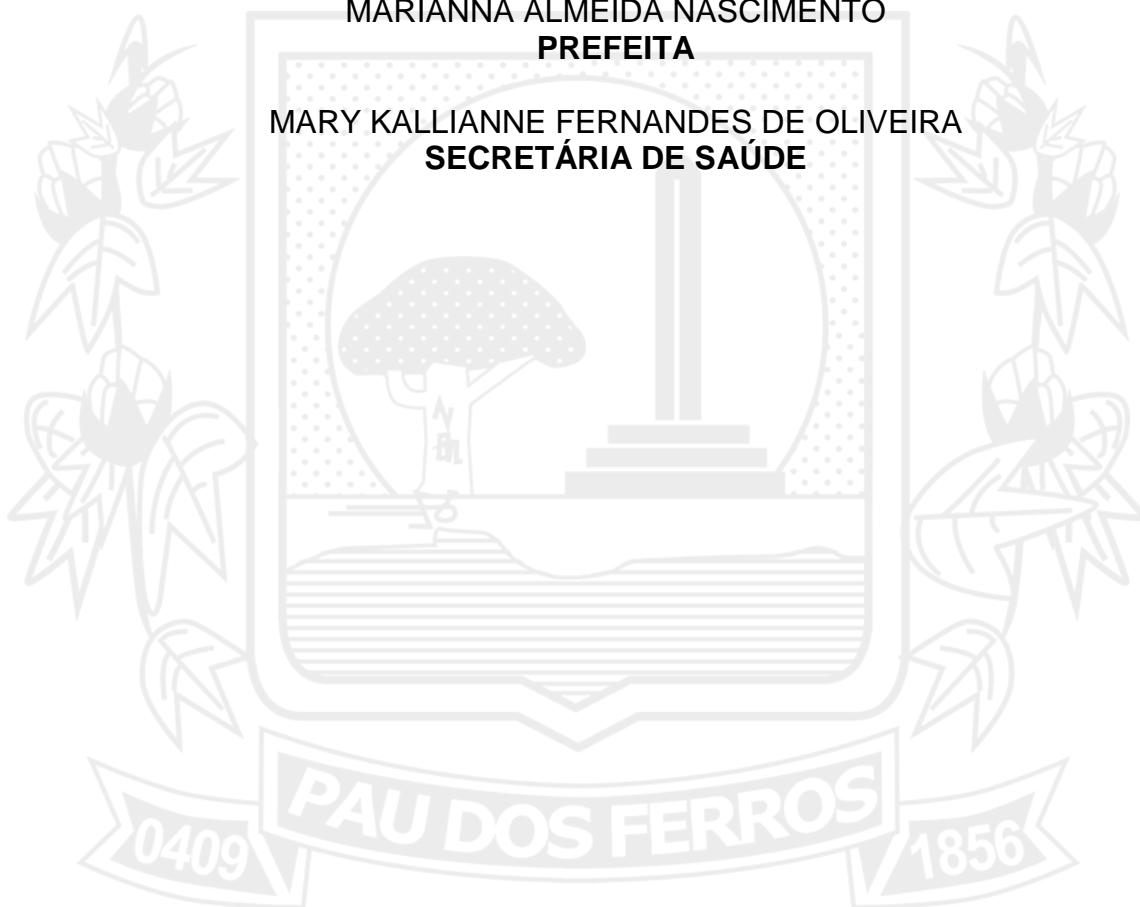 MARIANNA ALMEIDA NASCIMENTO
PREFEITA
MARY KALLIANNE FERNANDES DE OLIVEIRA
SECRETÁRIA DE SAÚDE
PAU DOS FERROS
0409
1856